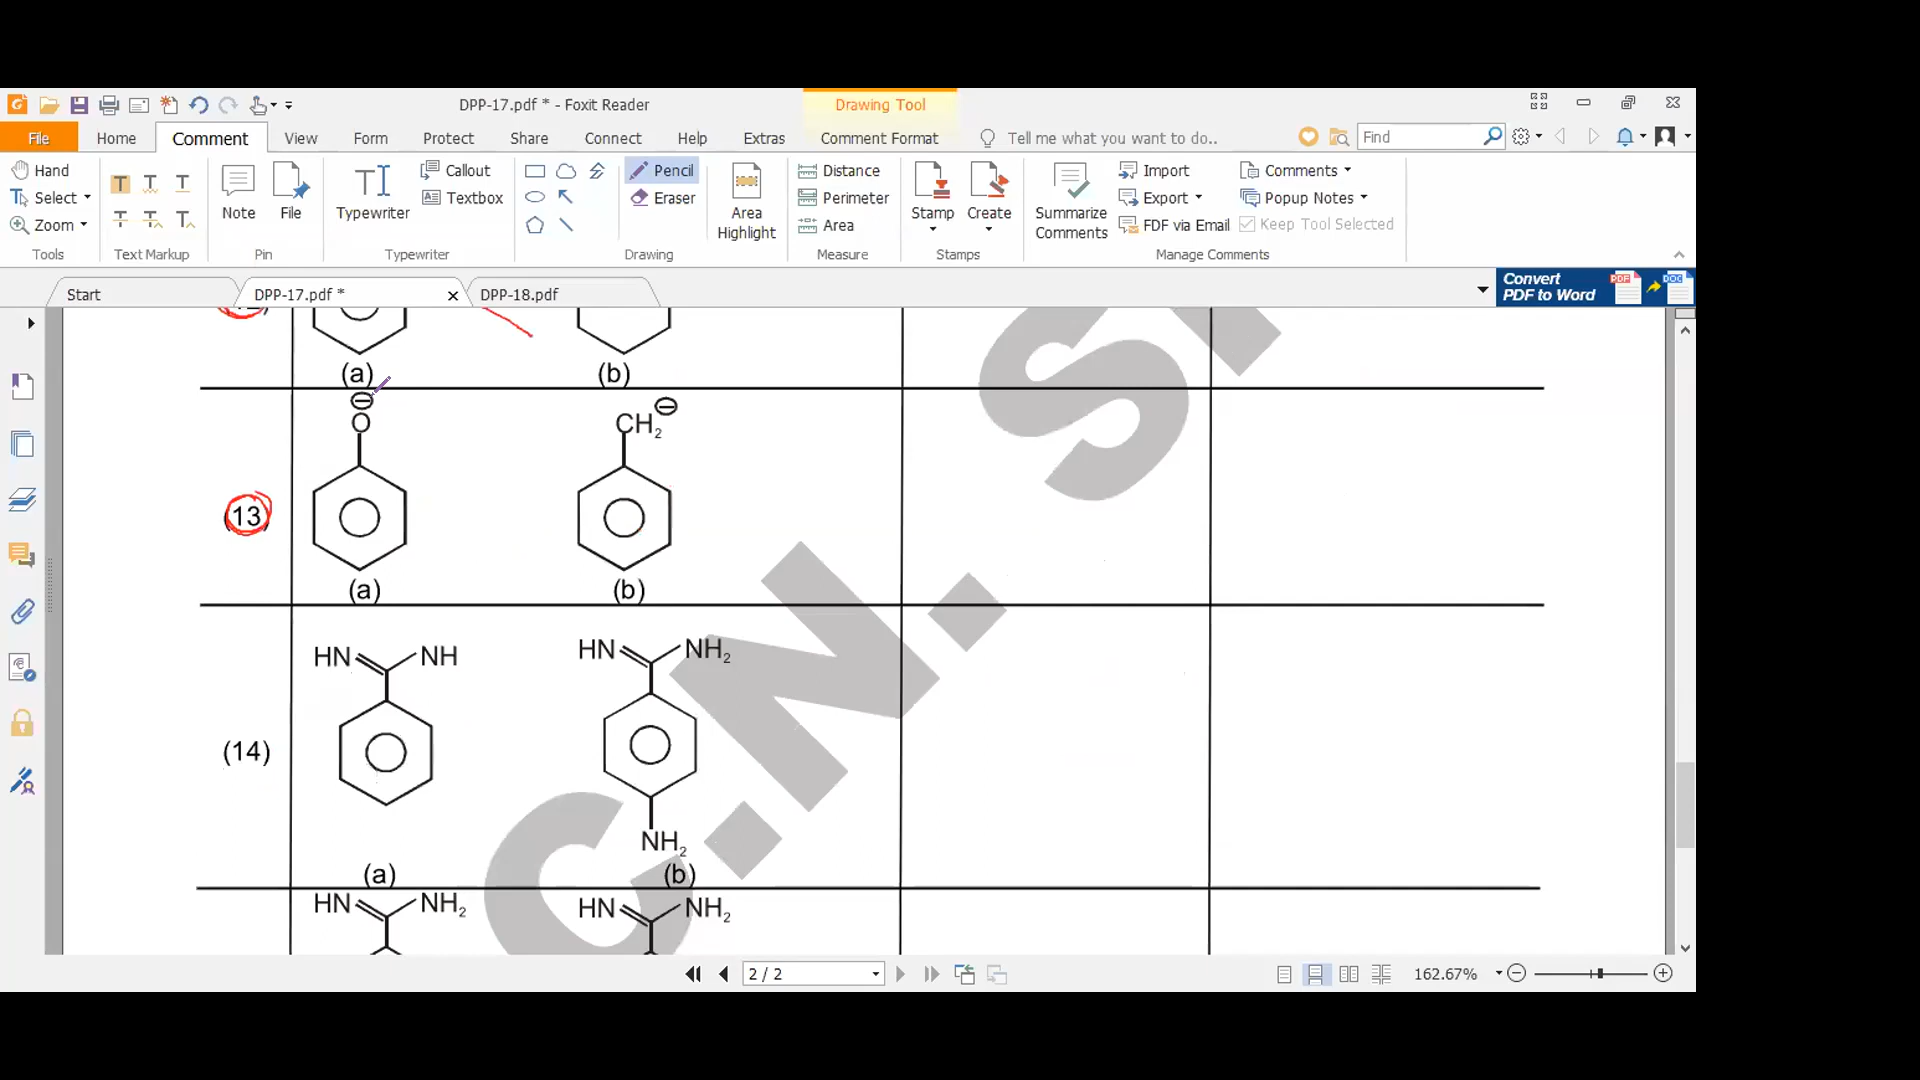 DPP-17.pdf * - Foxit Reader
Drawing Tool
File Home Comment View Form Protect Share Connect Help Extras Comment Format Tell me what you want to do.. Find
Hand
Select
Zoom
Tools
Text Markup
Note
File
Pin
Typewriter
Callout
Textbox
Typewriter
Pencil
Eraser
Drawing
Area
Highlight
Distance
Perimeter
Area
Measure
Stamp
Create
Stamps
Summarize
Comments
Import
Export
FDF via Email
Comments
Popup Notes
Keep Tool Selected
Manage Comments
Start
DPP-17.pdf *
DPP-18.pdf
Convert
PDF to Word
PDF
DOC
(a) (b)
⊖
O
CH2⊖
(13)
(a) (b)
HN NH
HN NH2
(14)
NH2
(a) (b)
HN NH2
HN NH2
2 / 2
162.67%